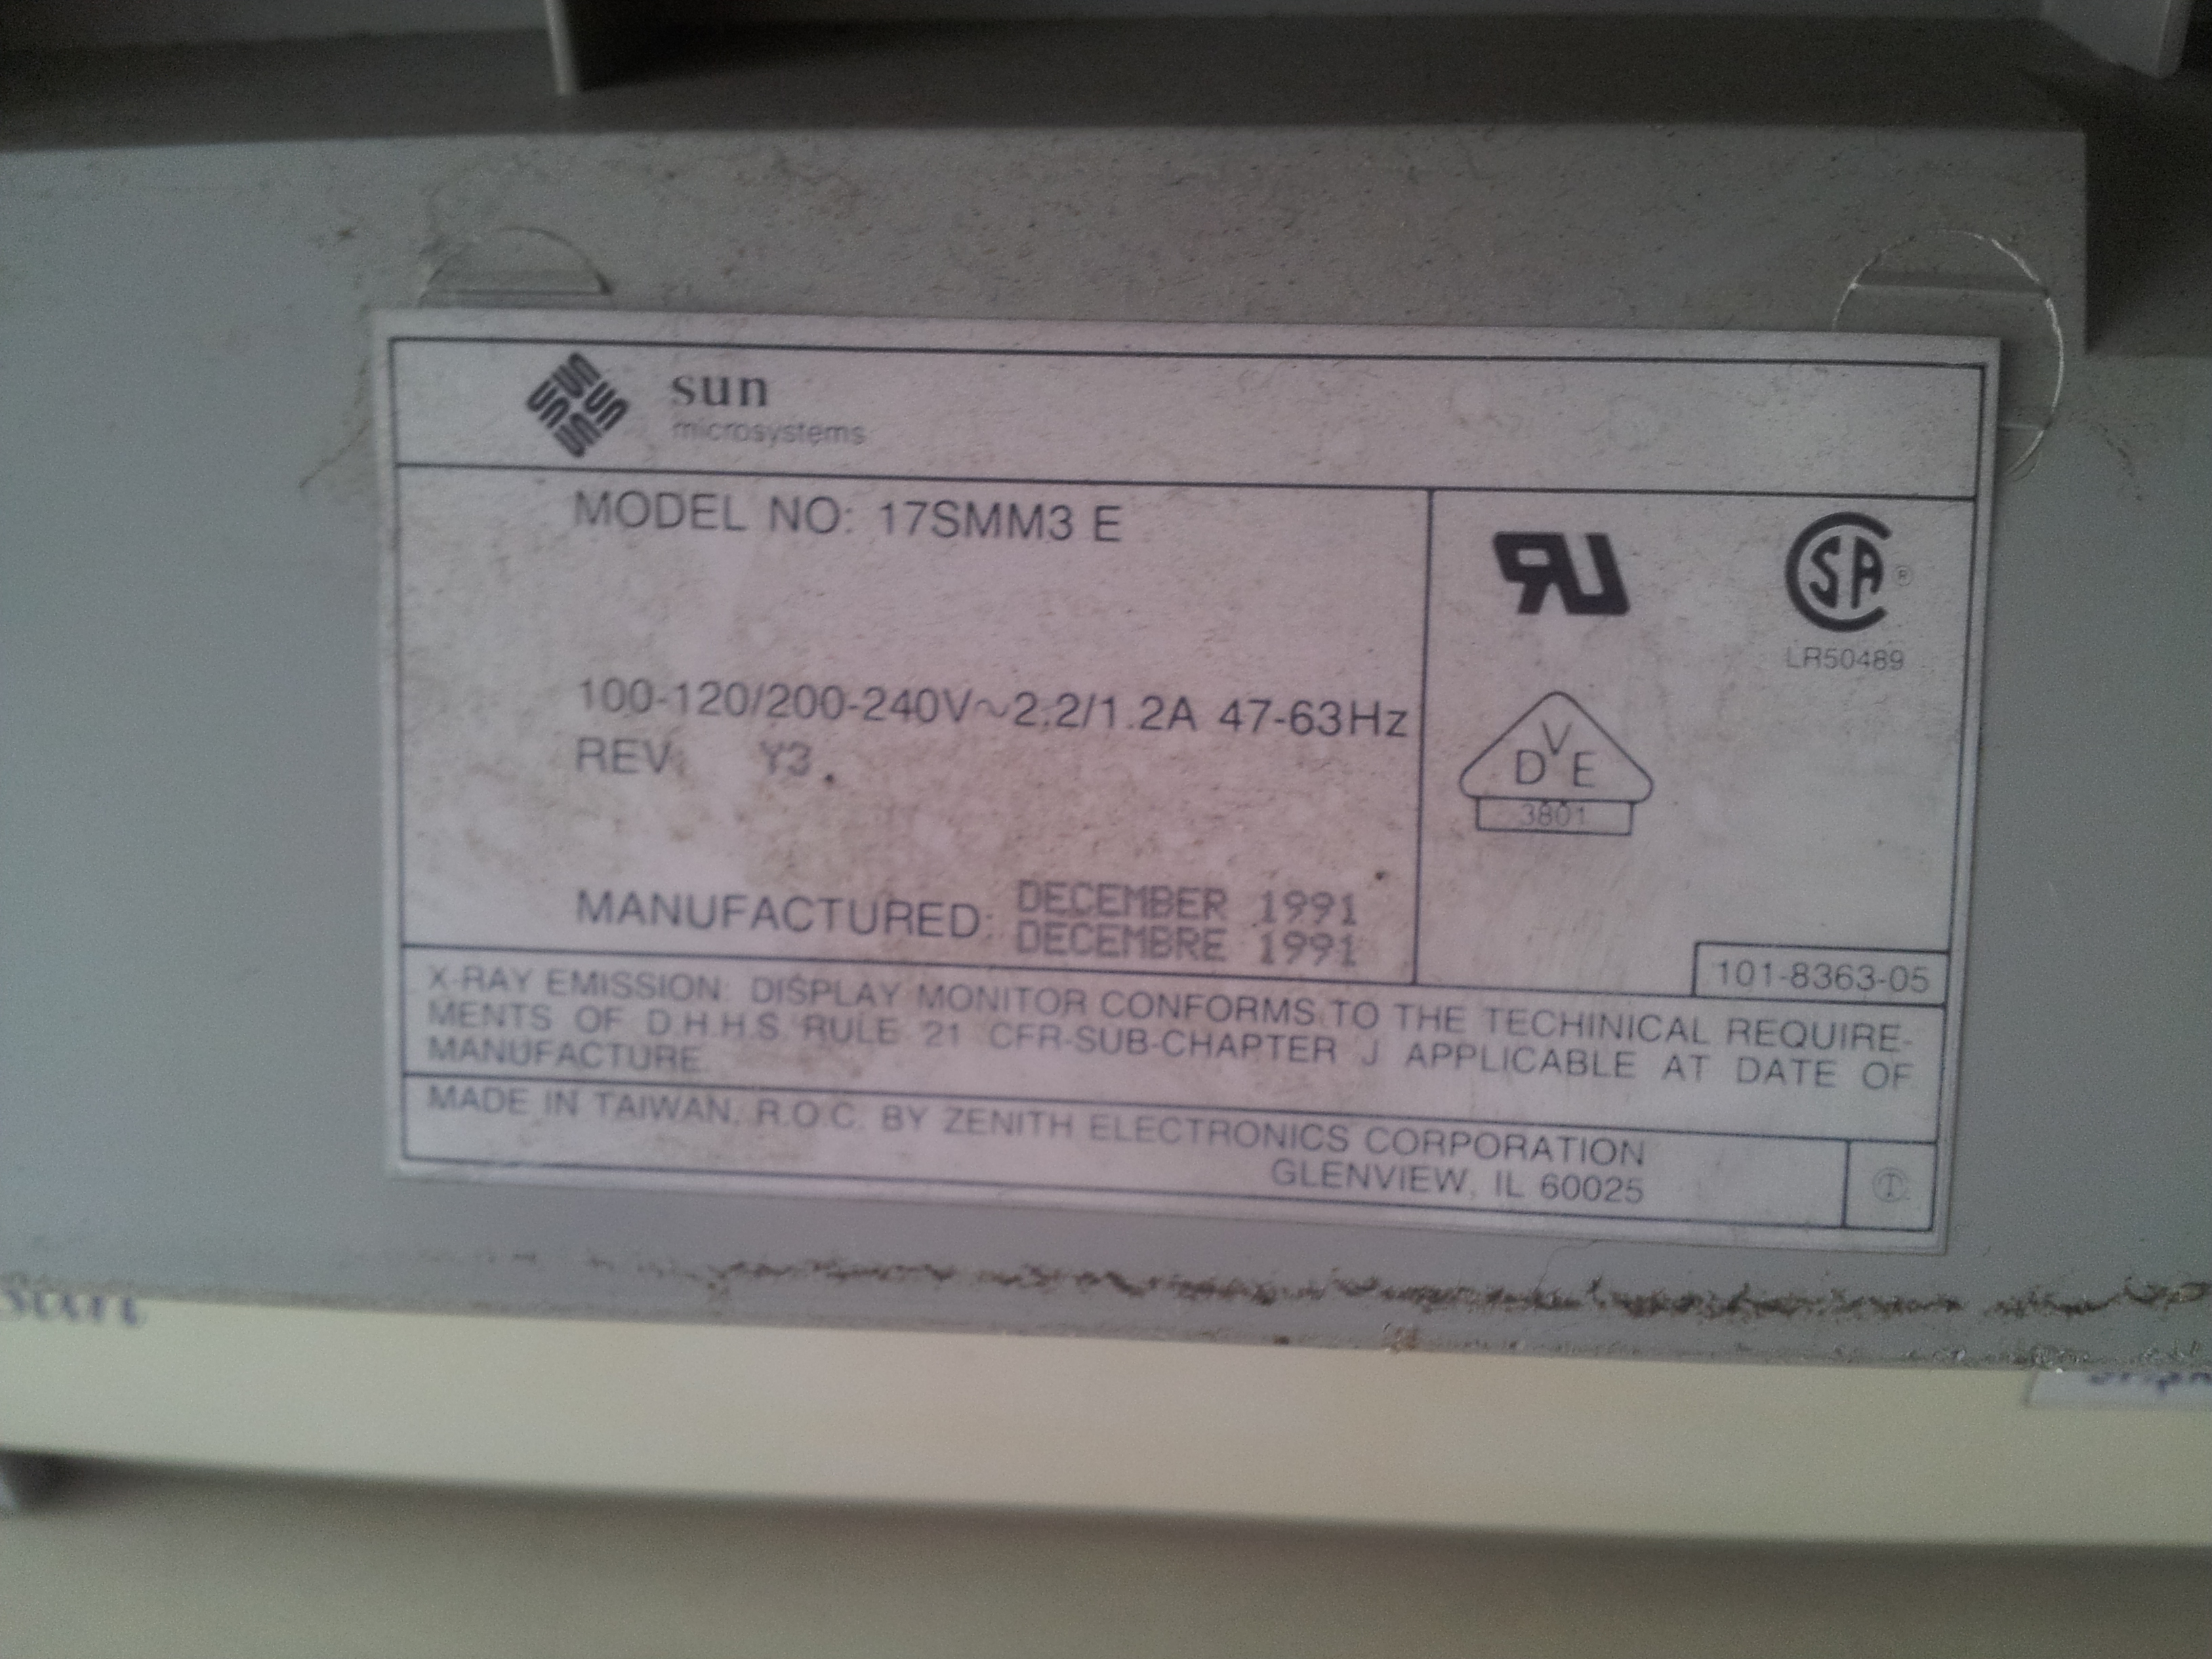 sun
microsystems
MODEL NO: 17SMM3 E
100-120/200-240V~2.2/1.2A 47-63Hz
REV: Y3.
MANUFACTURED: DECEMBER 1991
DECEMBRE 1991
SA ®
LR50489
VDE
3801
101-8363-05
X-RAY EMISSION: DISPLAY MONITOR CONFORMS TO THE TECHINICAL REQUIRE-
MENTS OF D.H.H.S. RULE 21 CFR-SUB-CHAPTER J APPLICABLE AT DATE OF
MANUFACTURE.
MADE IN TAIWAN, R.O.C. BY ZENITH ELECTRONICS CORPORATION
GLENVIEW, IL 60025